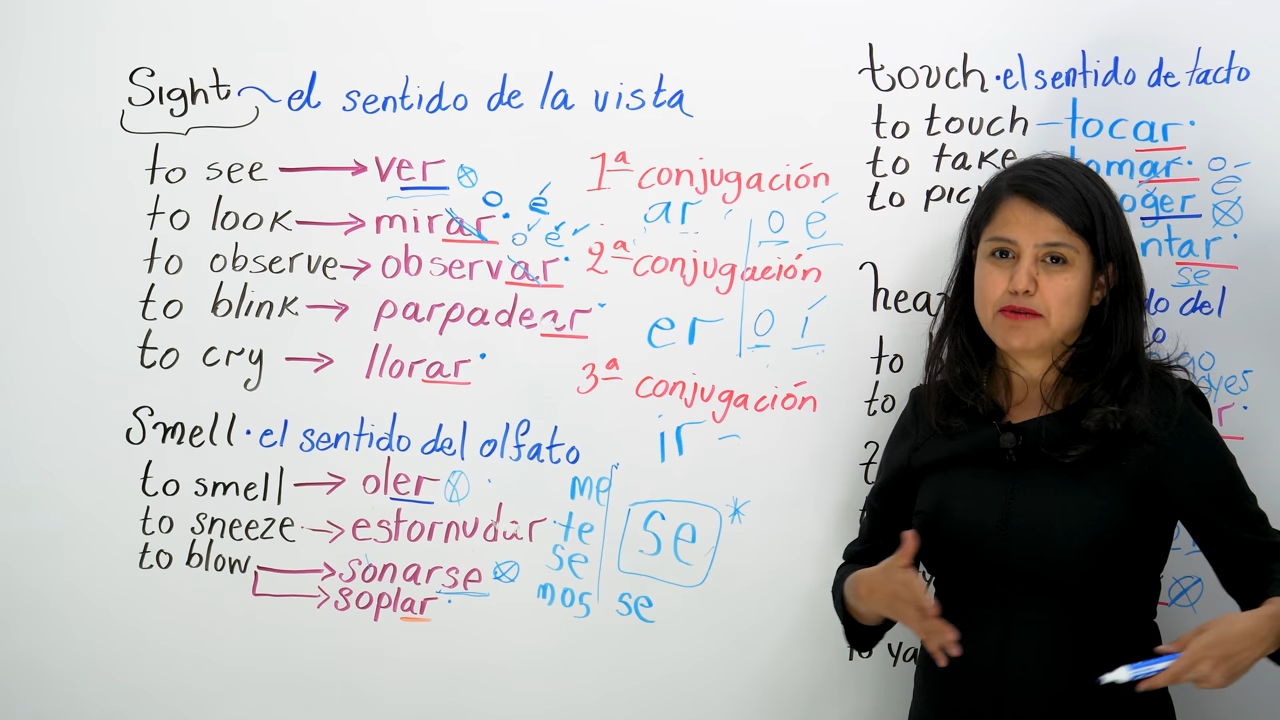 Sight el sentido de la vista
to see → ver
to look → mirar
o é
to observe → observar
o é
to blink → parpadear
to cry → llorar
Smell · el sentido del olfato
to smell → oler
to sneeze → estornudar
to blow → sonarse
→ soplar
1ª conjugación
ar o é
2ª conjugación
er o í
3ª conjugación
ir -
me
te
se
nos se
se *
touch · el sentido de tacto
to touch - tocar
to take tomar o -
to e
oger
ntar
se
do del
o
to
to
r
to